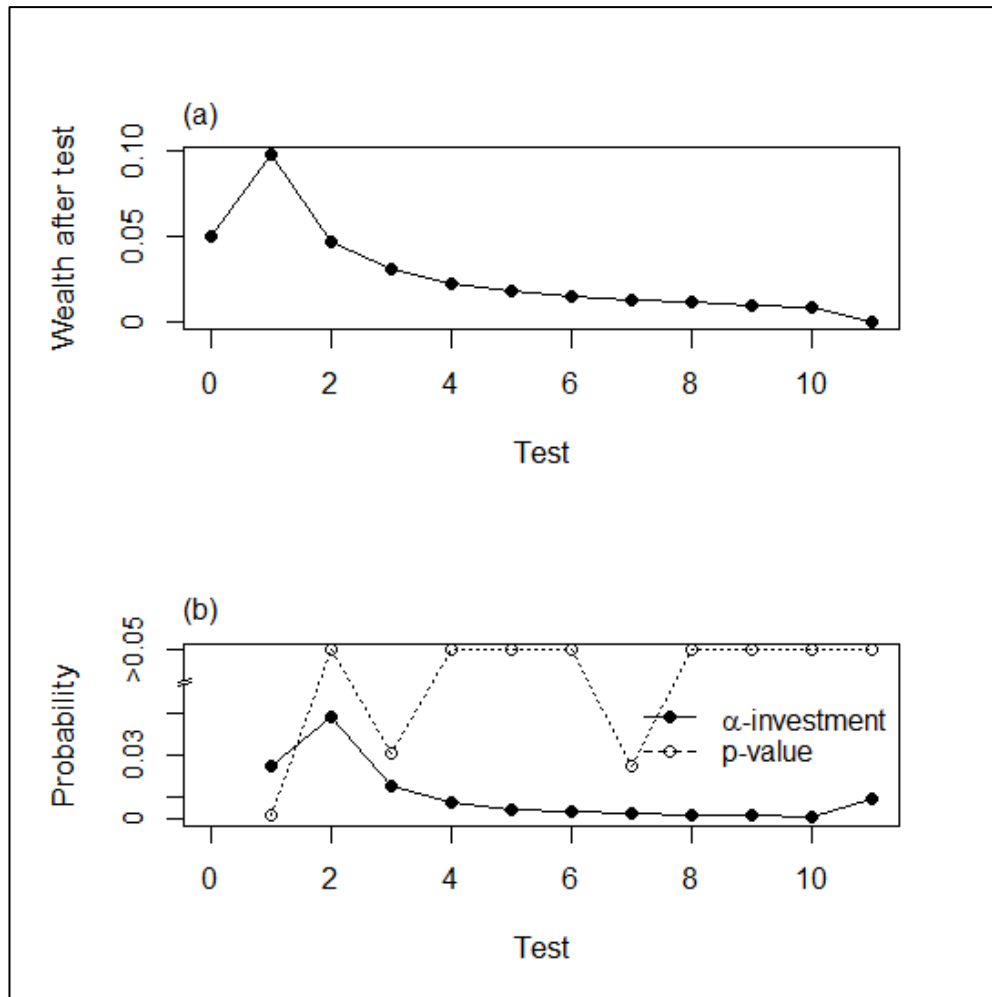 (a)
Wealth after test
0.10
0.05
0
0 2 4 6 8 10
Test
(b)
Probability
>0.05
0.03
0
α-investment
p-value
0 2 4 6 8 10
Test